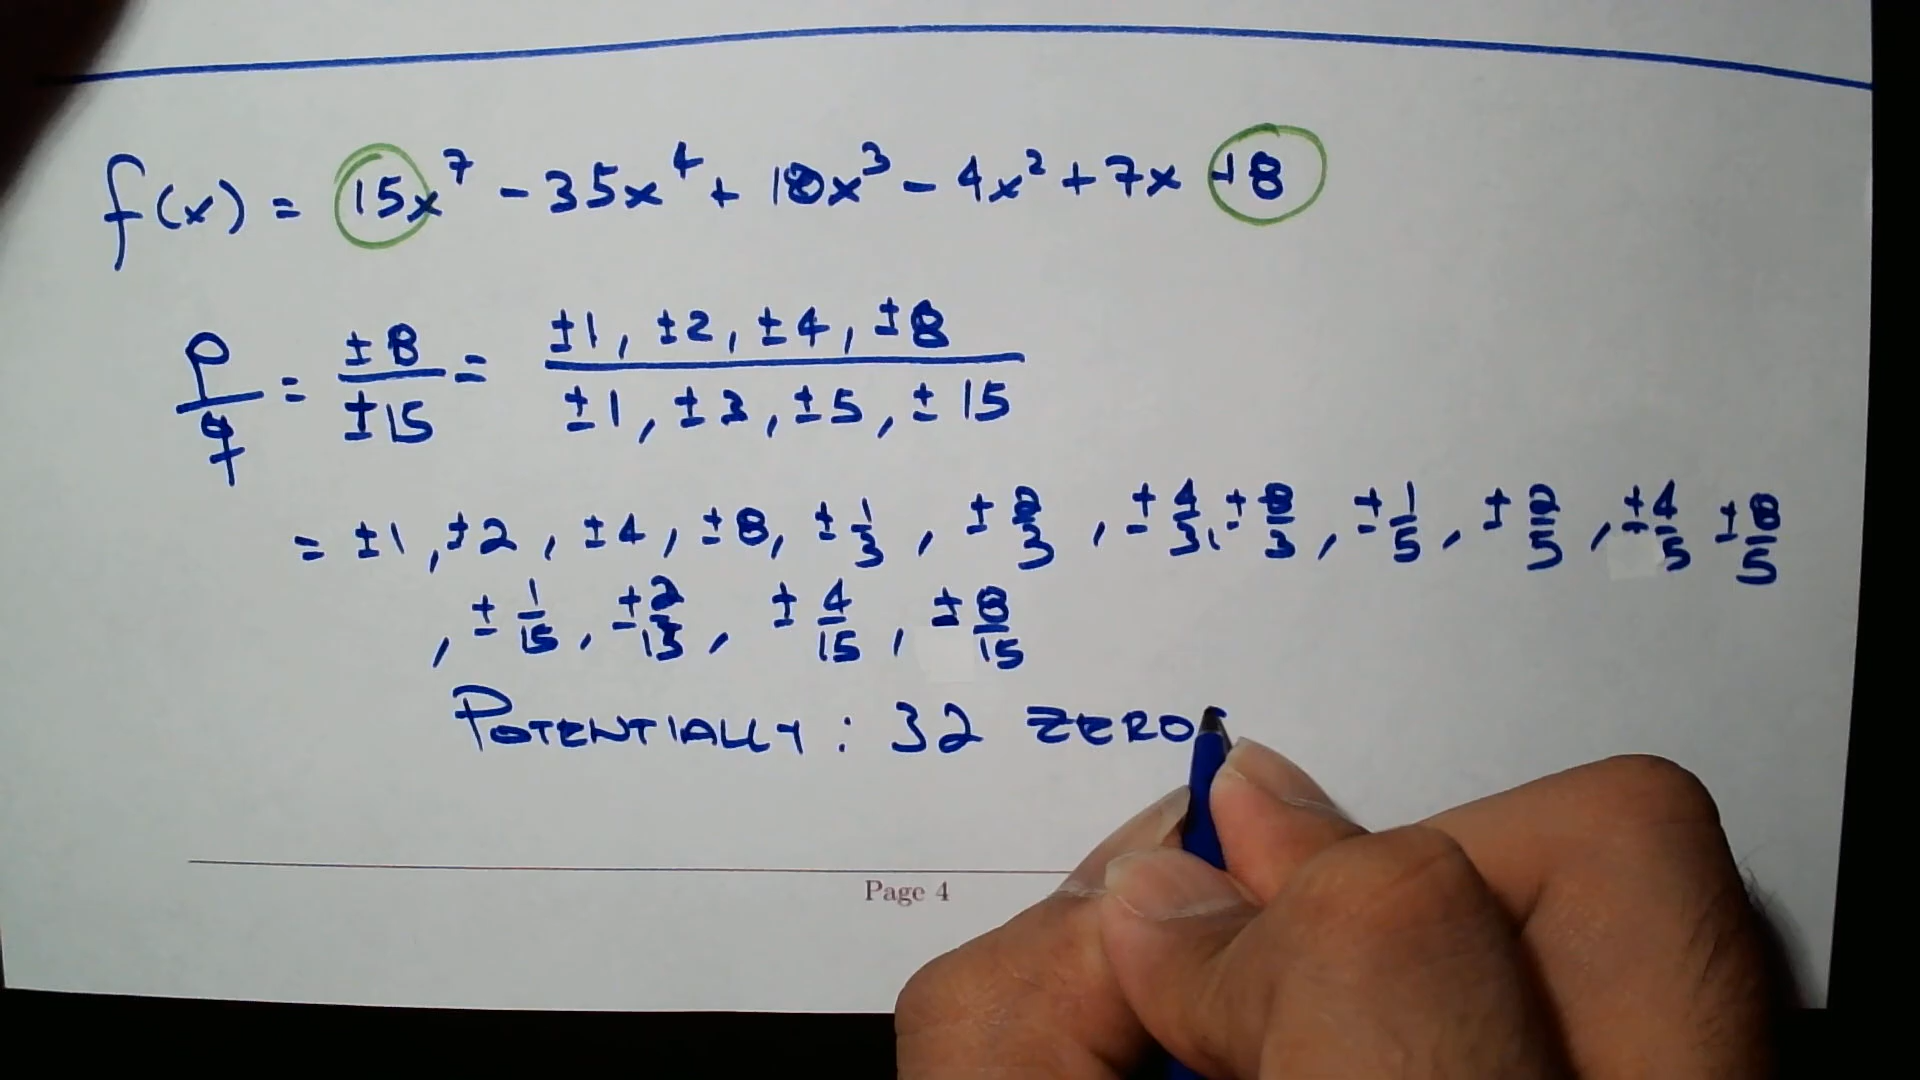 f(x) = 15x⁷ - 35x⁴ + 10x³ - 4x² + 7x +8
p/q = ±8/±15 = ±1, ±2, ±4, ±8/±1, ±3, ±5, ±15
= ±1, ±2, ±4, ±8, ±1/3, ±2/3, ±4/3, ±8/3, ±1/5, ±2/5, ±4/5 ±8/5
, ±1/15, ±2/15, ±4/15, ±8/15
POTENTIALLY: 32 ZERO
Page 4